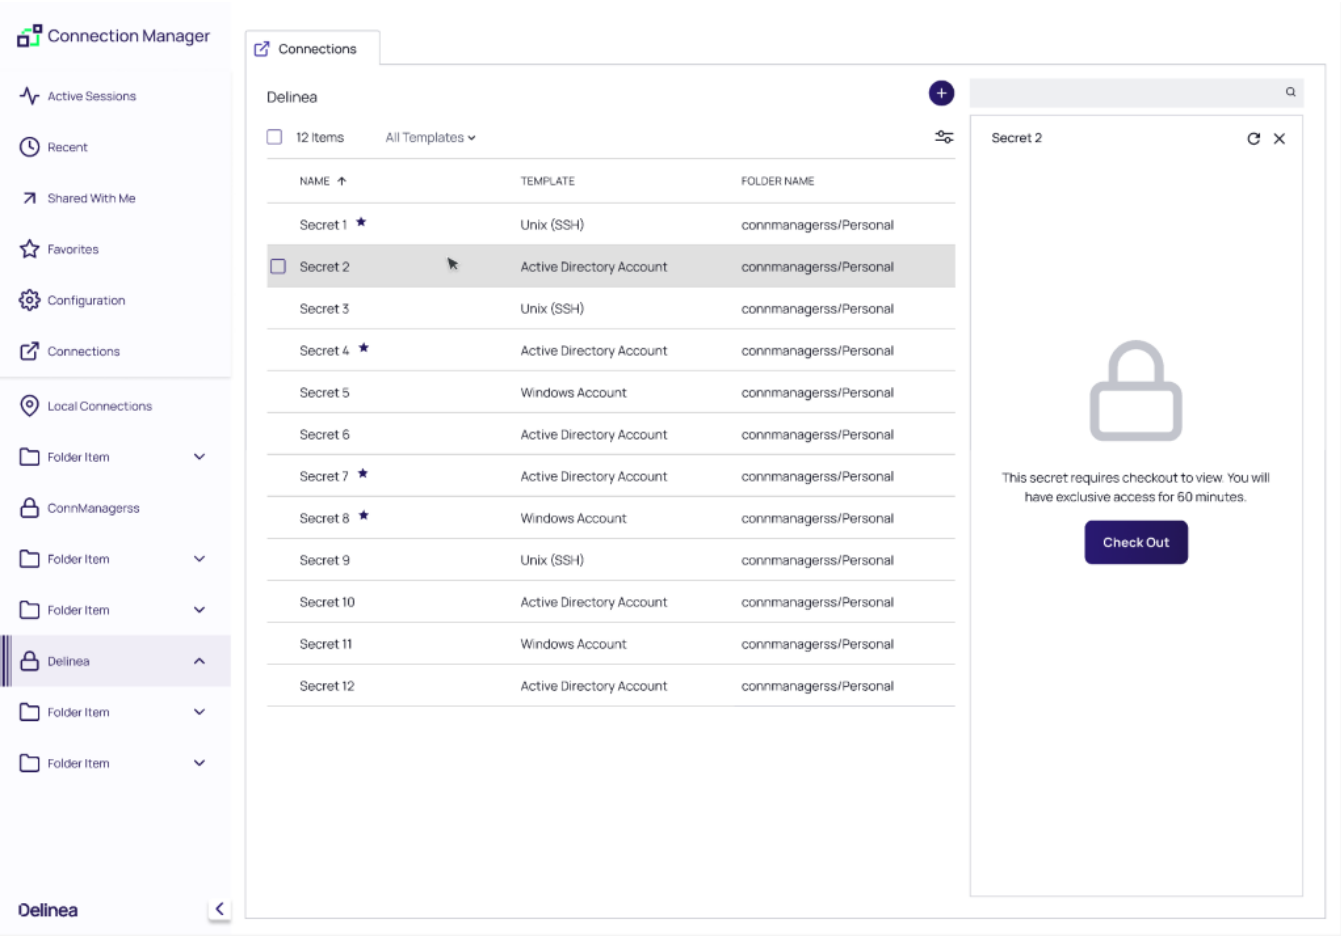 Connection Manager
Active Sessions
Recent
Shared With Me
Favorites
Configuration
Connections
Local Connections
Folder Item
ConnManagerss
Folder Item
Folder Item
Delinea
Folder Item
Folder Item
Delinea
Connections
Delinea
12 Items All Templates
NAME TEMPLATE FOLDER NAME
Secret 1 Unix (SSH) connmanagerss/Personal
Secret 2 Active Directory Account connmanagerss/Personal
Secret 3 Unix (SSH) connmanagerss/Personal
Secret 4 Active Directory Account connmanagerss/Personal
Secret 5 Windows Account connmanagerss/Personal
Secret 6 Active Directory Account connmanagerss/Personal
Secret 7 Active Directory Account connmanagerss/Personal
Secret 8 Windows Account connmanagerss/Personal
Secret 9 Unix (SSH) connmanagerss/Personal
Secret 10 Active Directory Account connmanagerss/Personal
Secret 11 Windows Account connmanagerss/Personal
Secret 12 Active Directory Account connmanagerss/Personal
Secret 2
This secret requires checkout to view. You will
have exclusive access for 60 minutes.
Check Out